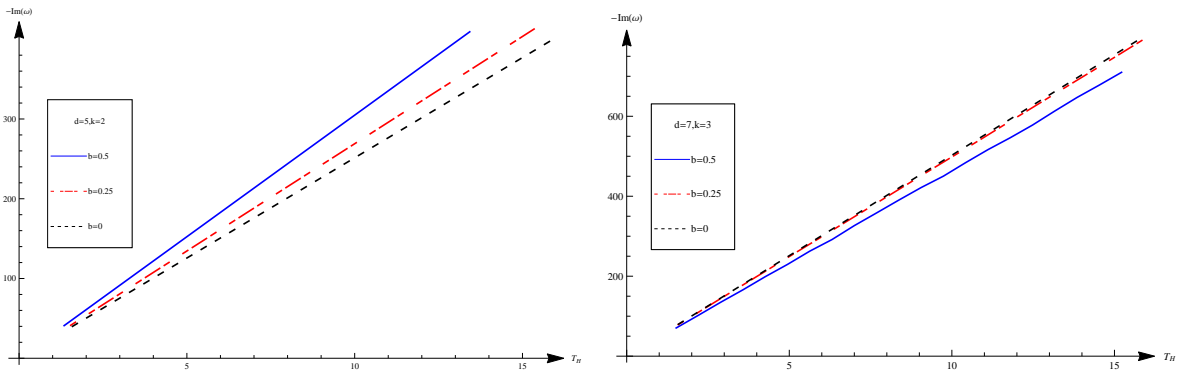 −Im(ω)
300
200
100
5
10
15
T_H
d=5,k=2
b=0.5
b=0.25
b=0
−Im(ω)
600
400
200
5
10
15
T_H
d=7,k=3
b=0.5
b=0.25
b=0